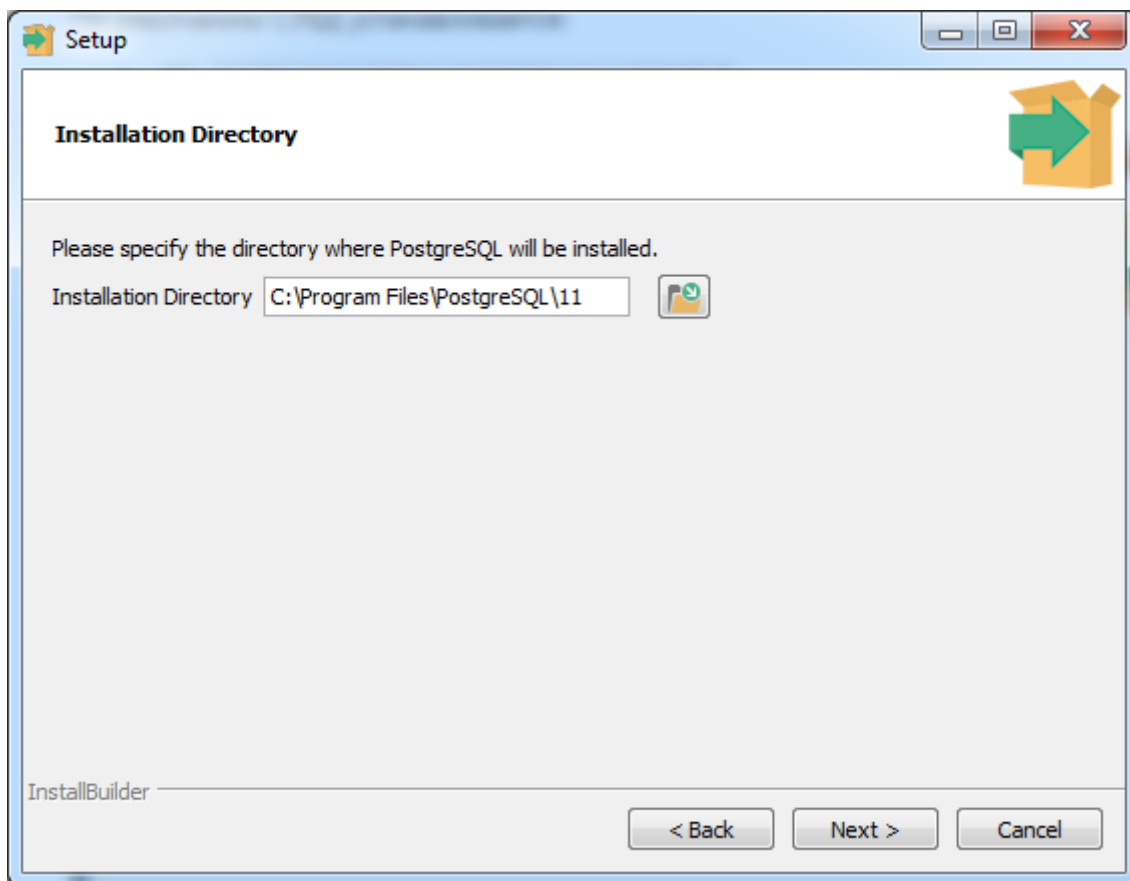 Setup
Installation Directory
Please specify the directory where PostgreSQL will be installed.
Installation Directory C:\Program Files\PostgreSQL\11
InstallBuilder
< Back Next > Cancel